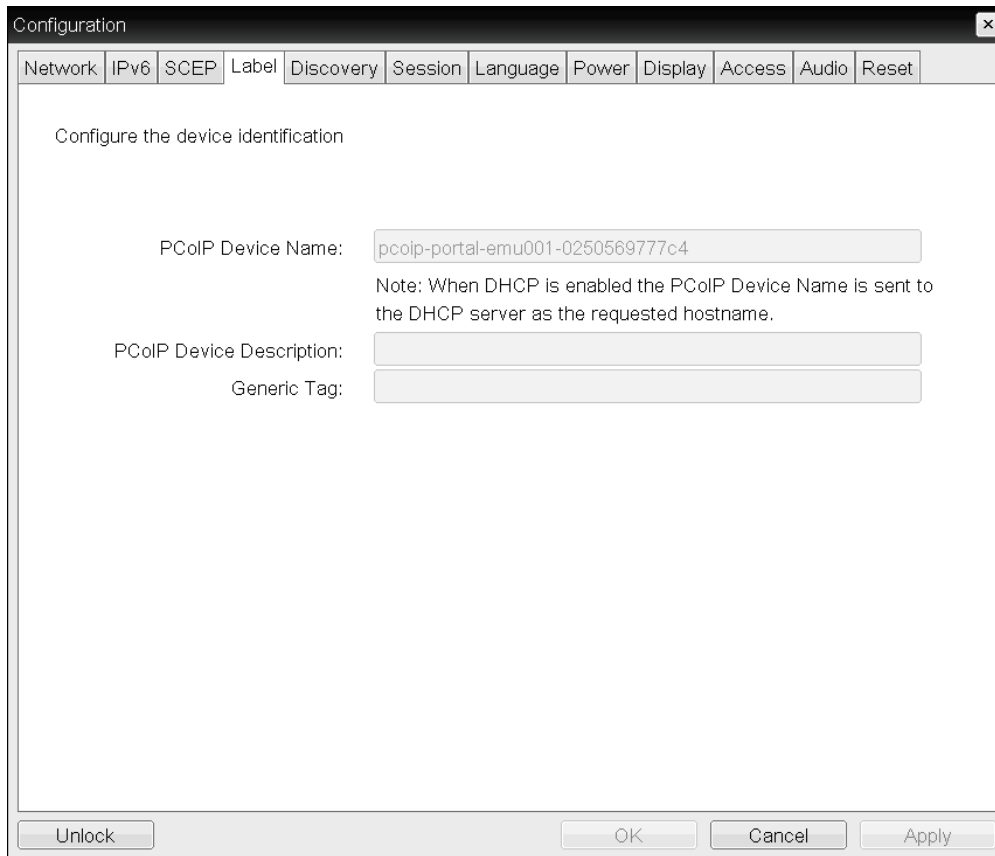 Configuration
Network IPv6 SCEP Label Discovery Session Language Power Display Access Audio Reset
Configure the device identification
PCoIP Device Name: pcoip-portal-emu001-0250569777c4
Note: When DHCP is enabled the PCoIP Device Name is sent to
the DHCP server as the requested hostname.
PCoIP Device Description:
Generic Tag:
Unlock OK Cancel Apply